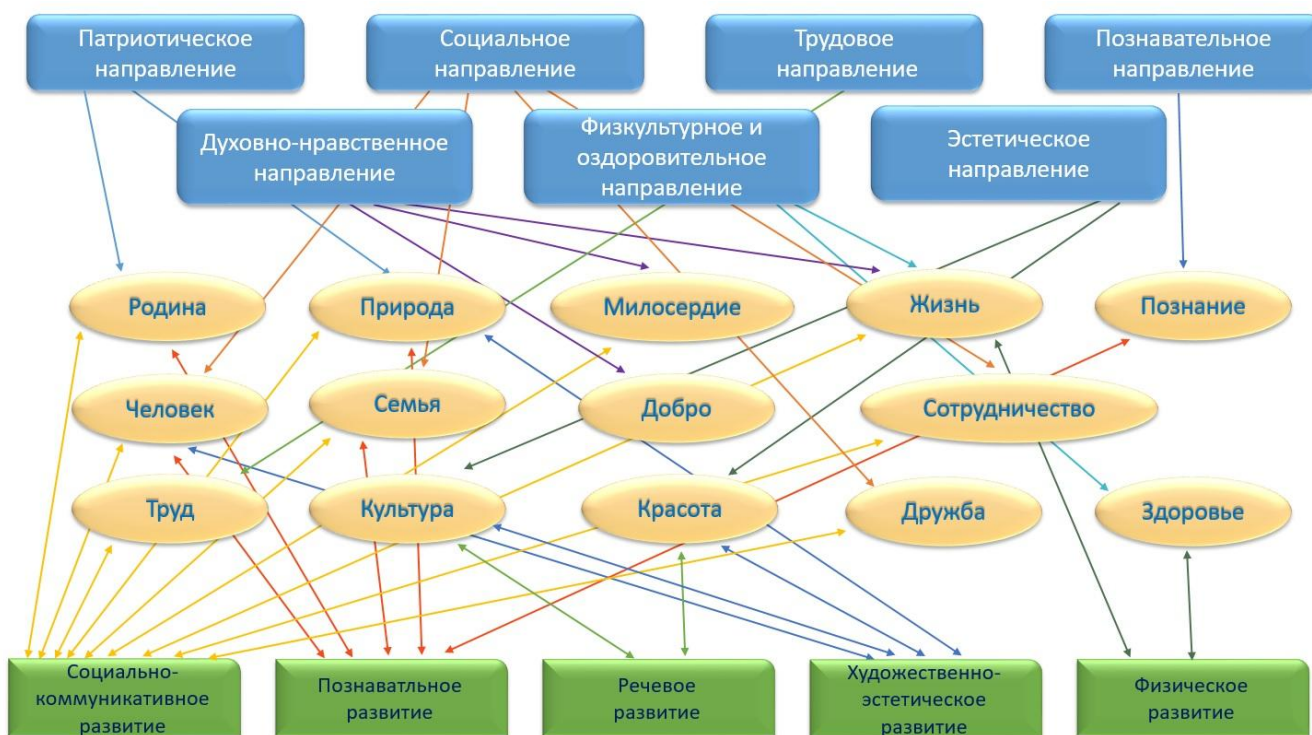 Патриотическое
направление
Социальное
направление
Трудовое
направление
Познавательное
направление
Духовно-нравственное
направление
Физкультурное и
оздоровительное
направление
Эстетическое
направление
Родина
Природа
Милосердие
Жизнь
Познание
Человек
Семья
Добро
Сотрудничество
Труд
Культура
Красота
Дружба
Здоровье
Социально-
коммуникативное
развитие
Познаватльное
развитие
Речевое
развитие
Художественно-
эстетическое
развитие
Физическое
развитие